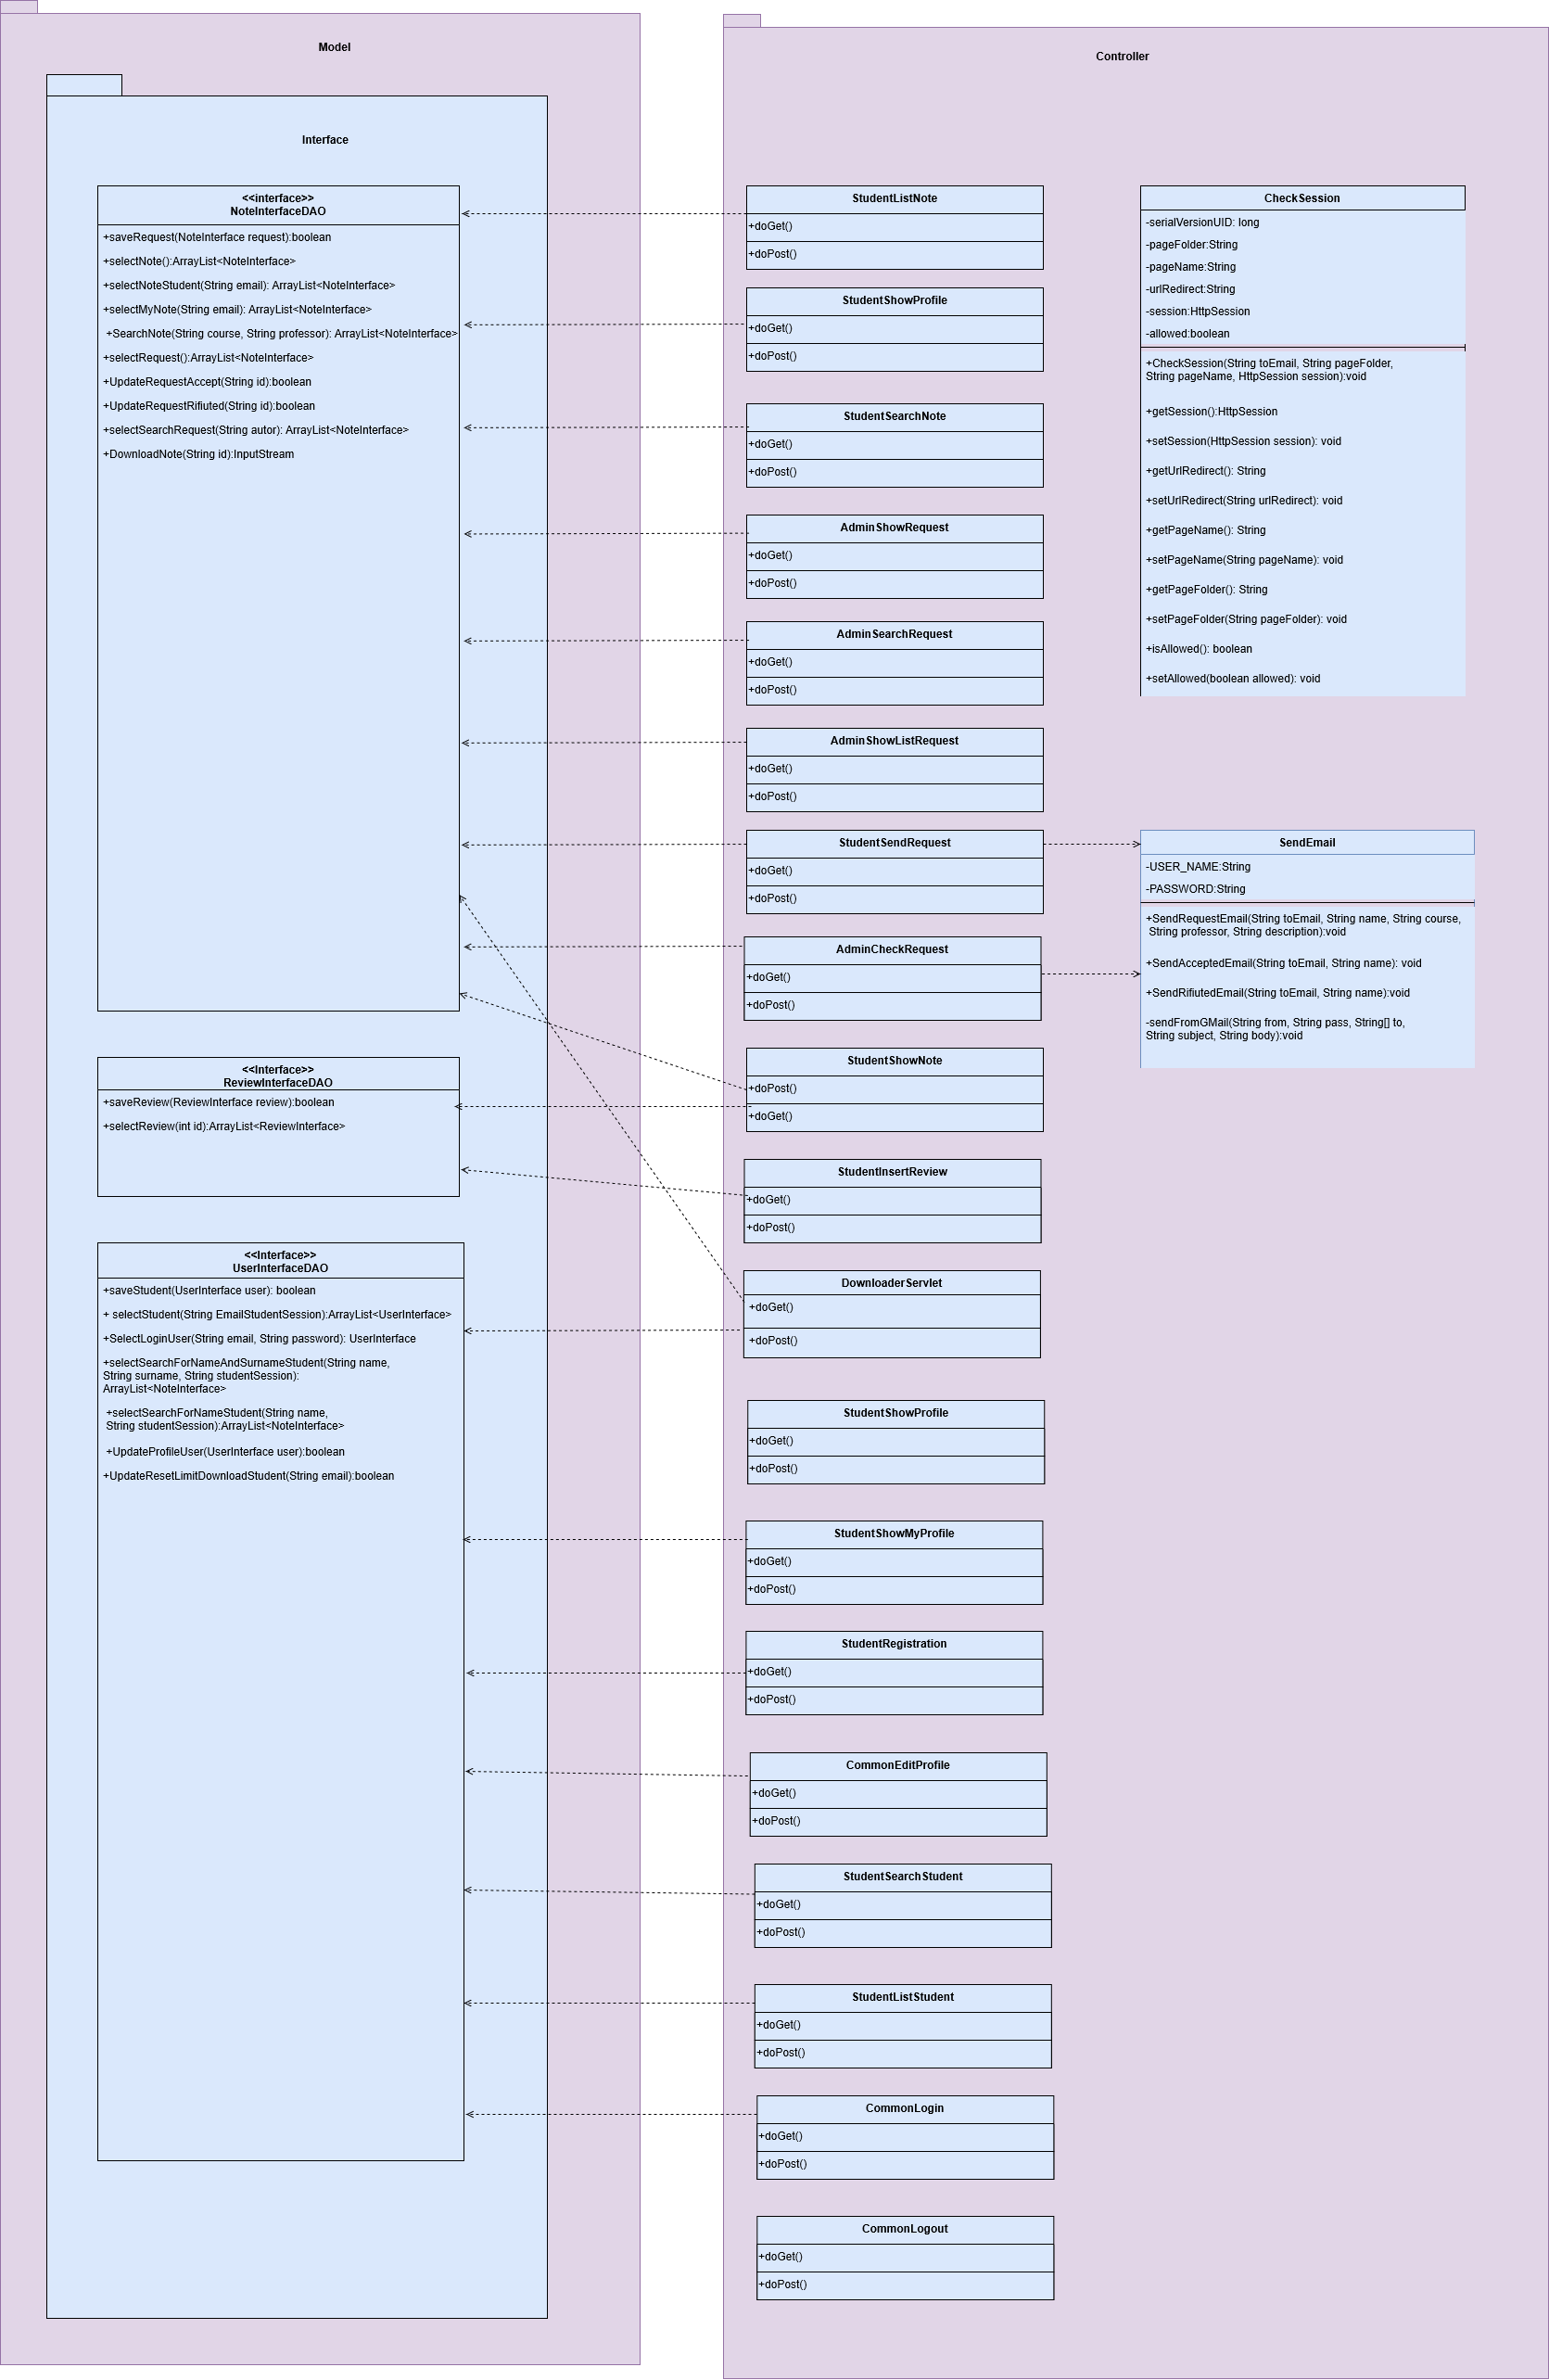 Model
Interface
<<interface>>
NoteInterfaceDAO
+saveRequest(NoteInterface request):boolean
+selectNote():ArrayList<NoteInterface>
+selectNoteStudent(String email): ArrayList<NoteInterface>
+selectMyNote(String email): ArrayList<NoteInterface>
+SearchNote(String course, String professor): ArrayList<NoteInterface>
+selectRequest():ArrayList<NoteInterface>
+UpdateRequestAccept(String id):boolean
+UpdateRequestRifiuted(String id):boolean
+selectSearchRequest(String autor): ArrayList<NoteInterface>
+DownloadNote(String id):InputStream
<<Interface>>
ReviewInterfaceDAO
+saveReview(ReviewInterface review):boolean
+selectReview(int id):ArrayList<ReviewInterface>
<<Interface>>
UserInterfaceDAO
+saveStudent(UserInterface user): boolean
+ selectStudent(String EmailStudentSession):ArrayList<UserInterface>
+SelectLoginUser(String email, String password): UserInterface
+selectSearchForNameAndSurnameStudent(String name,
String surname, String studentSession):
ArrayList<NoteInterface>
+selectSearchForNameStudent(String name,
String studentSession):ArrayList<NoteInterface>
+UpdateProfileUser(UserInterface user):boolean
+UpdateResetLimitDownloadStudent(String email):boolean
Controller
StudentListNote
+doGet()
+doPost()
StudentShowProfile
+doGet()
+doPost()
StudentSearchNote
+doGet()
+doPost()
AdminShowRequest
+doGet()
+doPost()
AdminSearchRequest
+doGet()
+doPost()
AdminShowListRequest
+doGet()
+doPost()
StudentSendRequest
+doGet()
+doPost()
AdminCheckRequest
+doGet()
+doPost()
StudentShowNote
+doPost()
+doGet()
StudentInsertReview
+doGet()
+doPost()
DownloaderServlet
+doGet()
+doPost()
StudentShowProfile
+doGet()
+doPost()
StudentShowMyProfile
+doGet()
+doPost()
StudentRegistration
+doGet()
+doPost()
CommonEditProfile
+doGet()
+doPost()
StudentSearchStudent
+doGet()
+doPost()
StudentListStudent
+doGet()
+doPost()
CommonLogin
+doGet()
+doPost()
CommonLogout
+doGet()
+doPost()
CheckSession
-serialVersionUID: long
-pageFolder:String
-pageName:String
-urlRedirect:String
-session:HttpSession
-allowed:boolean
+CheckSession(String toEmail, String pageFolder,
String pageName, HttpSession session):void
+getSession():HttpSession
+setSession(HttpSession session): void
+getUrlRedirect(): String
+setUrlRedirect(String urlRedirect): void
+getPageName(): String
+setPageName(String pageName): void
+getPageFolder(): String
+setPageFolder(String pageFolder): void
+isAllowed(): boolean
+setAllowed(boolean allowed): void
SendEmail
-USER_NAME:String
-PASSWORD:String
+SendRequestEmail(String toEmail, String name, String course,
String professor, String description):void
+SendAcceptedEmail(String toEmail, String name): void
+SendRifiutedEmail(String toEmail, String name):void
-sendFromGMail(String from, String pass, String[] to,
String subject, String body):void